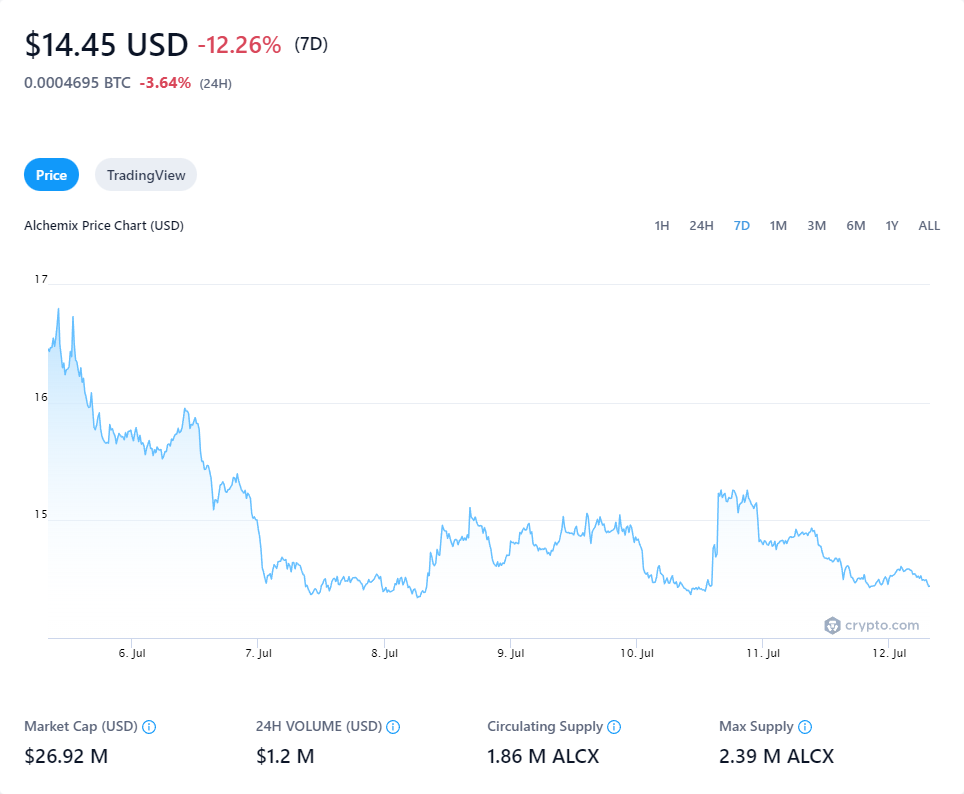 $14.45 USD -12.26% (7D)
0.0004695 BTC -3.64% (24H)
Price TradingView
Alchemix Price Chart (USD) 1H 24H 7D 1M 3M 6M 1Y ALL
17
16
15
crypto.com
6. Jul 7. Jul 8. Jul 9. Jul 10. Jul 11. Jul 12. Jul
Market Cap (USD) 24H VOLUME (USD) Circulating Supply Max Supply
$26.92 M $1.2 M 1.86 M ALCX 2.39 M ALCX